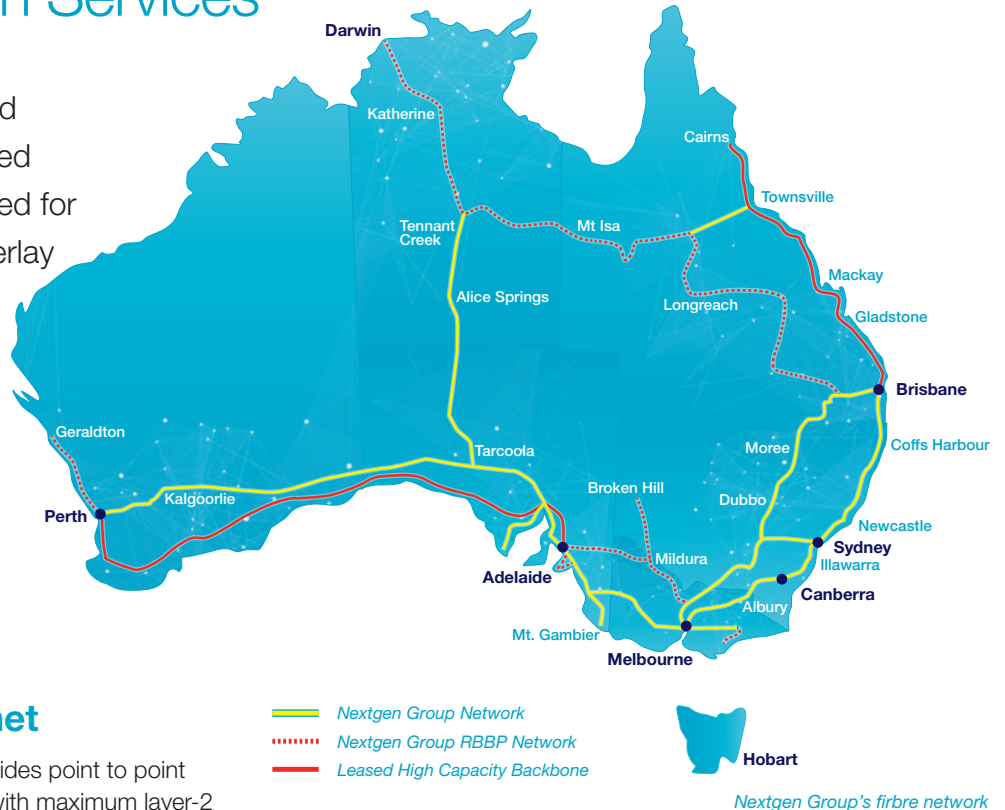 n Services
d
ed
ed for
erlay
Darwin
Katherine
Cairns
Townsville
Tennant
Creek
Mt Isa
Mackay
Alice Springs
Longreach
Gladstone
Brisbane
Geraldton
Tarcoola
Moree
Coffs Harbour
Kalgoorlie
Broken Hill
Dubbo
Perth
Newcastle
Sydney
Mildura
Illawarra
Adelaide
Canberra
Albury
Mt. Gambier
Melbourne
net
ides point to point
with maximum layer-2
Nextgen Group Network
Nextgen Group RBBP Network
Leased High Capacity Backbone
Hobart
Nextgen Group's firbre network